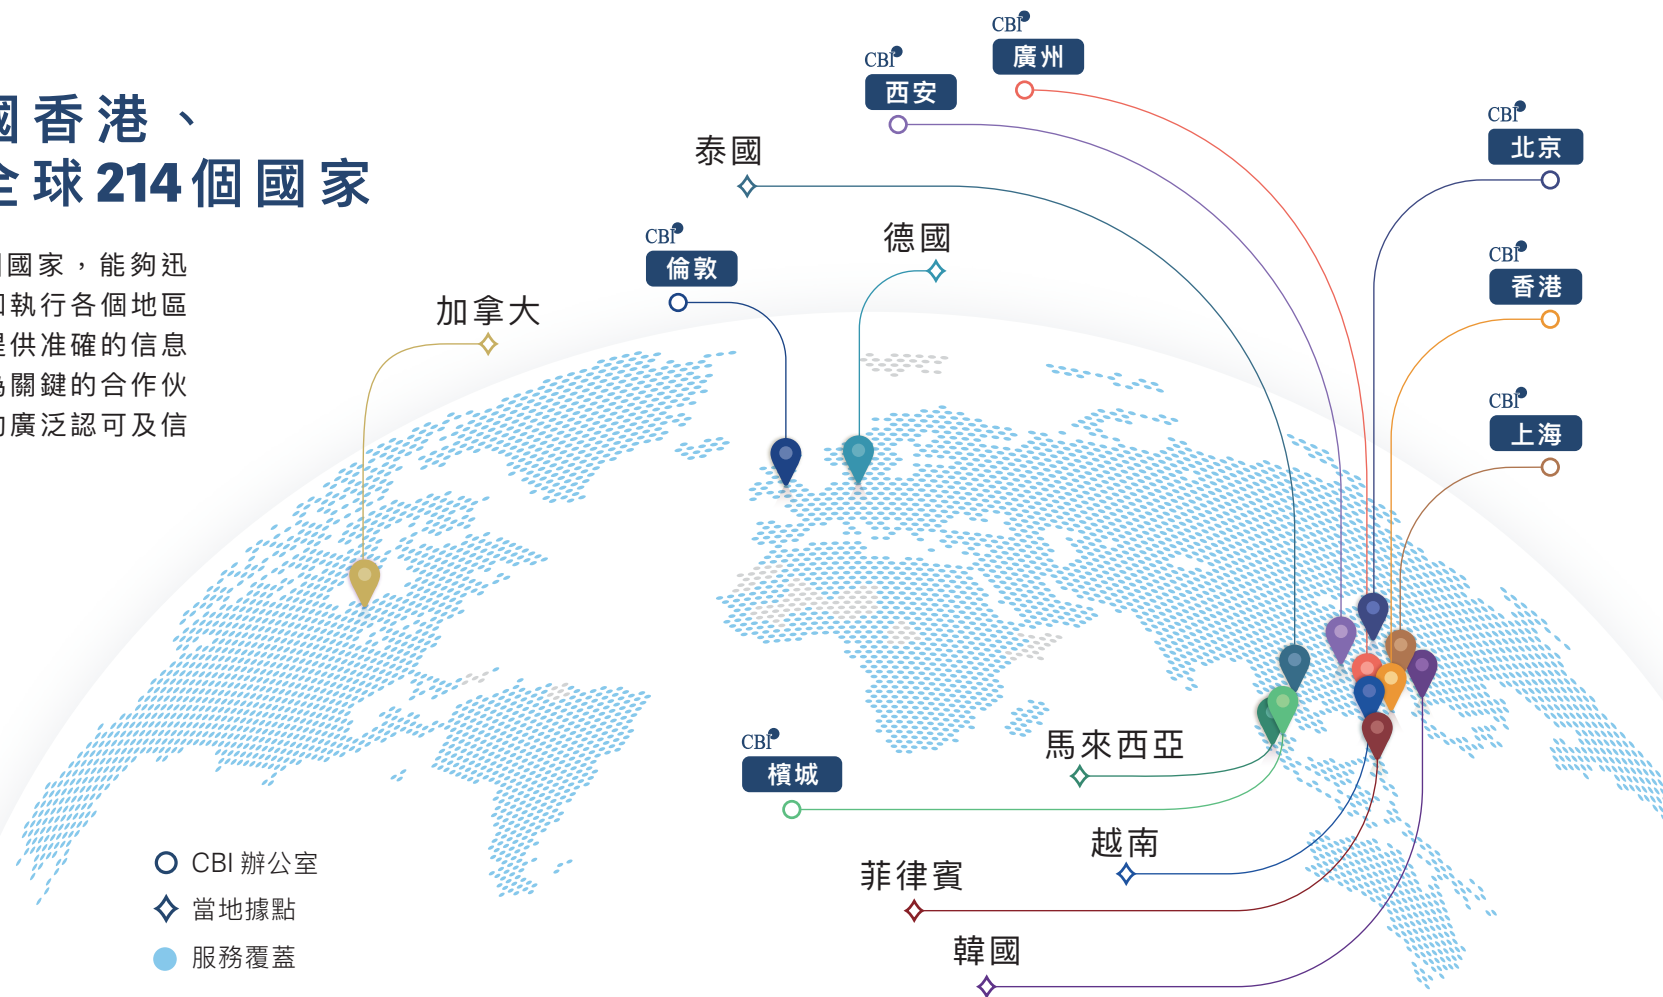 國香港、
全球214個國家
國家，能夠迅
執行各個地區
提供准確的信息
為關鍵的合作伙
的廣泛認可及信
CBI
廣州
CBI
西安
泰國
CBI
北京
CBI
倫敦
德國
CBI
香港
加拿大
CBI
上海
CBI
檳城
馬來西亞
越南
菲律賓
韓國
CBI 辦公室
當地據點
服務覆蓋